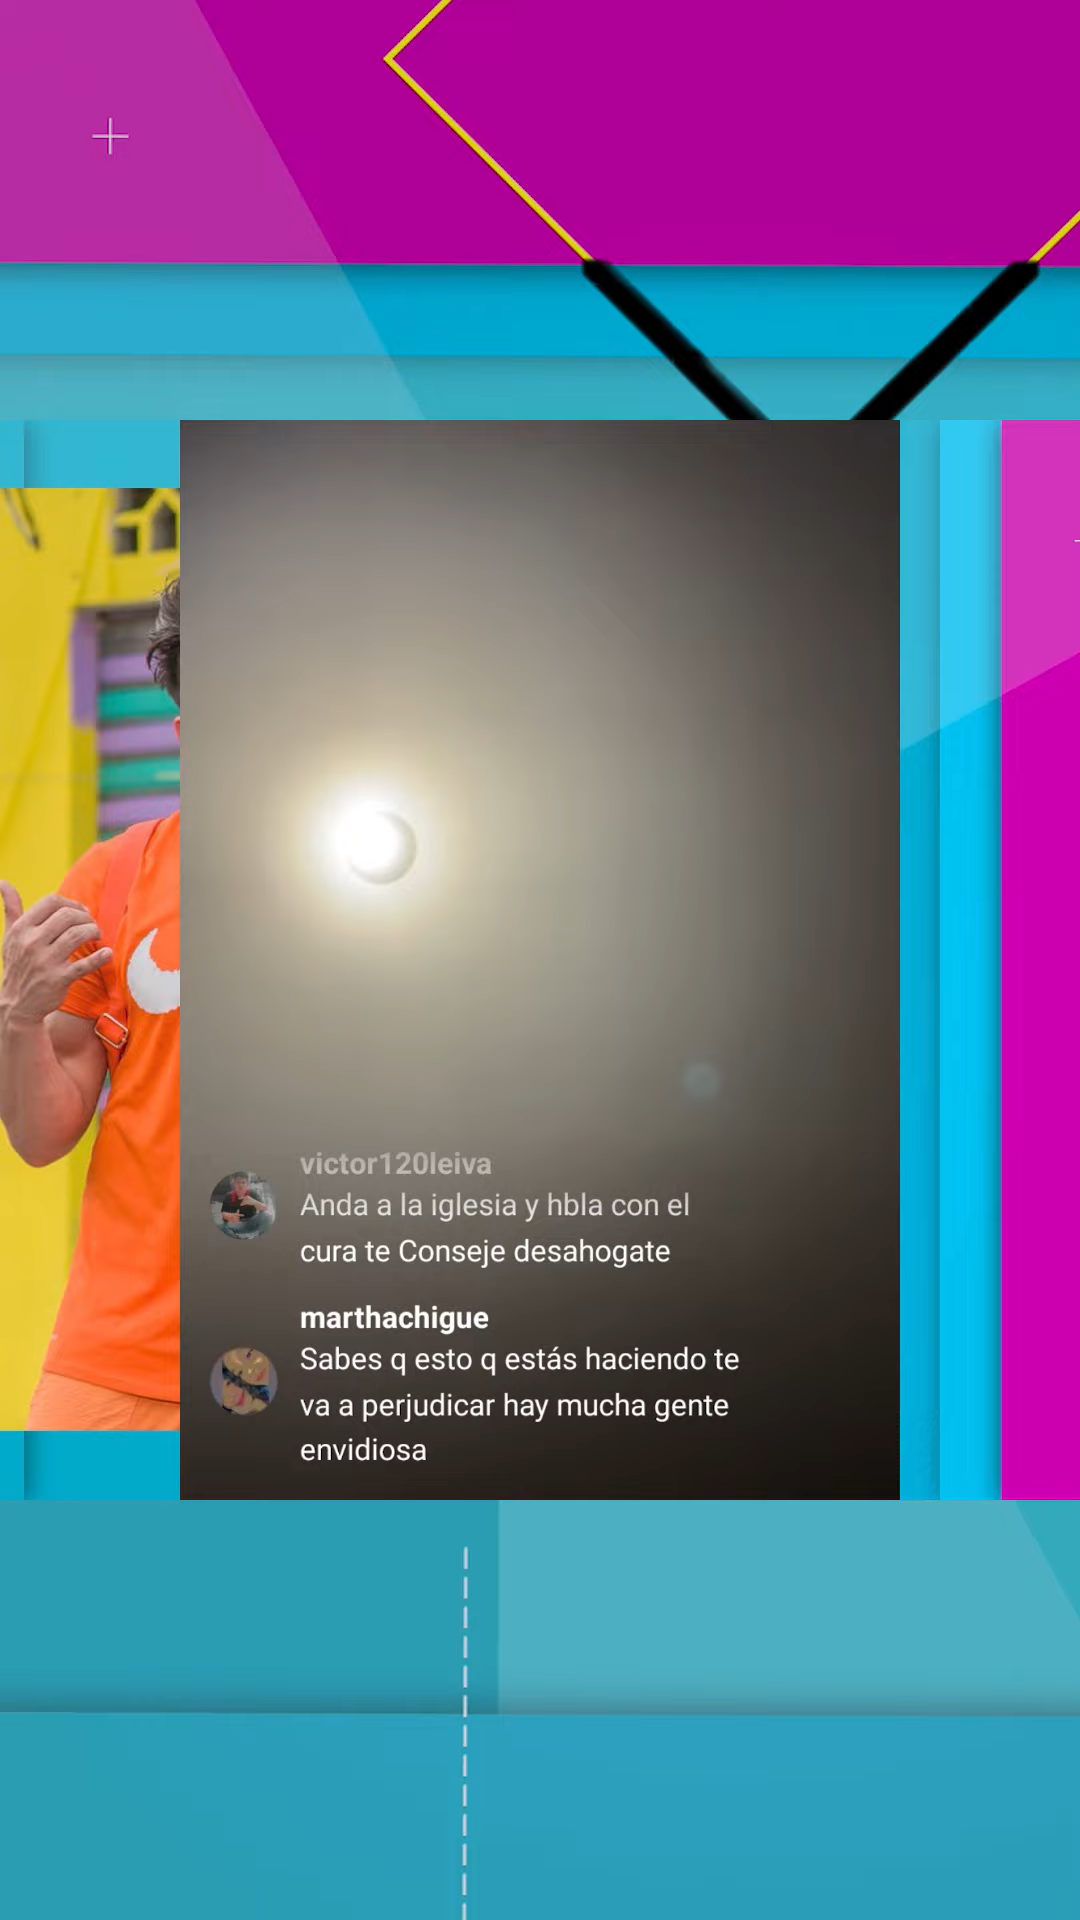 victor120leiva
Anda a la iglesia y hbla con el
cura te Conseje desahogate
marthachigue
Sabes q esto q estás haciendo te
va a perjudicar hay mucha gente
envidiosa